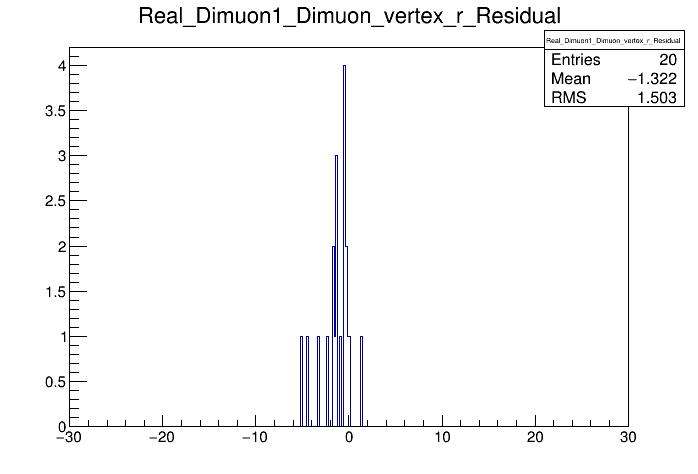 Real_Dimuon1_Dimuon_vertex_r_Residual
Real_Dimuon1_Dimuon_vertex_r_Residual
Entries 20
Mean −1.322
RMS 1.503
4
3.5
3
2.5
2
1.5
1
0.5
0
−30 −20 −10 0 10 20 30